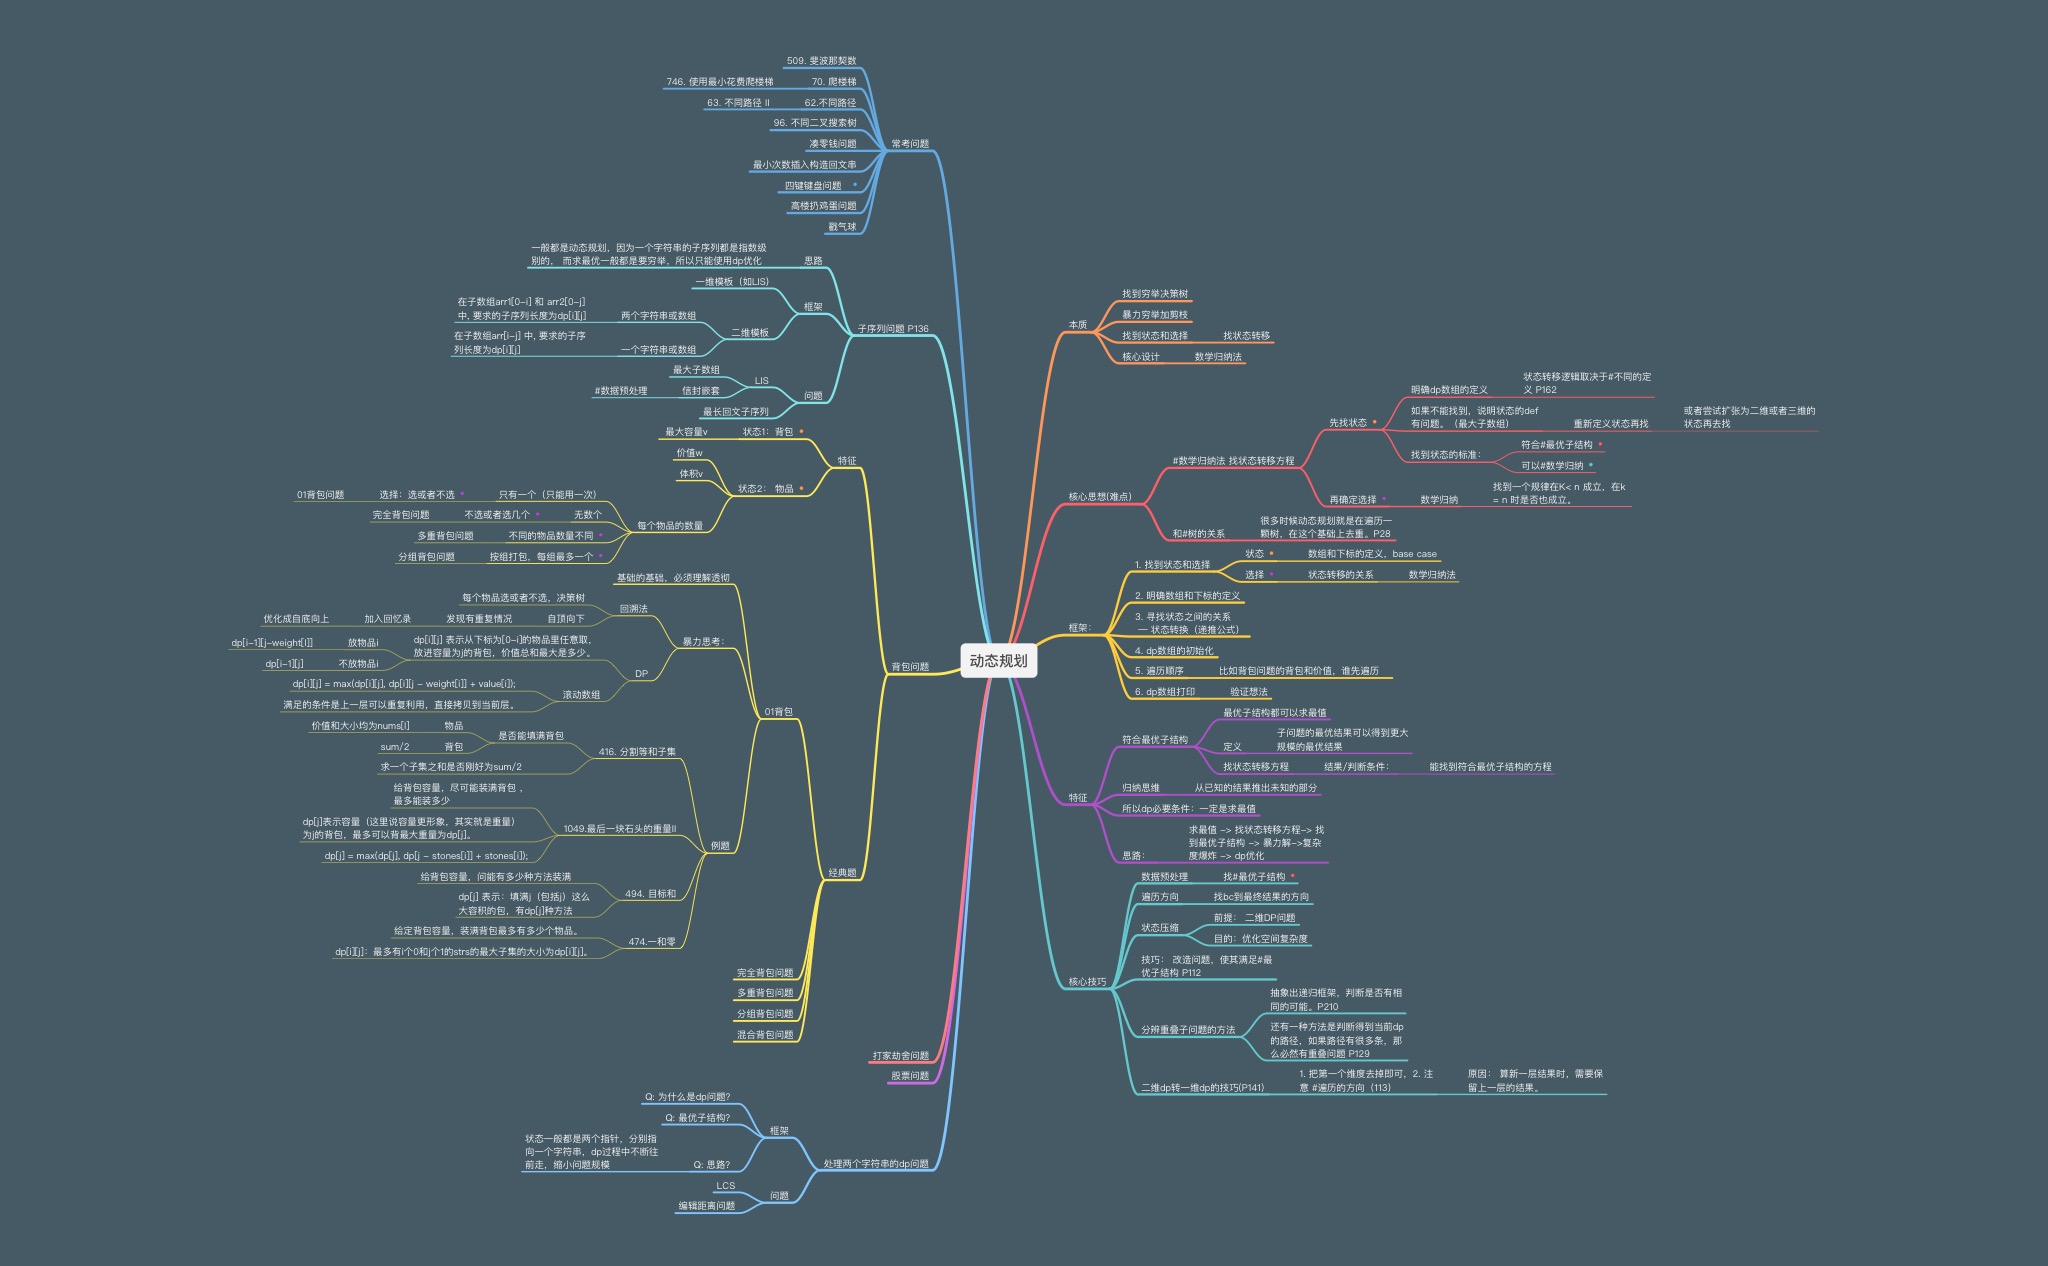 动态规划
常考问题
509. 斐波那契数
70. 爬楼梯
746. 使用最小花费爬楼梯
62.不同路径
63. 不同路径 II
96. 不同二叉搜索树
凑零钱问题
最小次数插入构造回文串
四键键盘问题
高楼扔鸡蛋问题
戳气球
子序列问题 P136
思路
一般都是动态规划，因为一个字符串的子序列都是指数级
别的， 而求最优一般都是要穷举，所以只能使用dp优化
框架
一维模板（如LIS)
二维模板
两个字符串或数组
在子数组arr1[0-i] 和 arr2[0-j]
中, 要求的子序列长度为dp[i][j]
一个字符串或数组
在子数组arr[i-j] 中, 要求的子序
列长度为dp[i][j]
问题
LIS
最大子数组
信封嵌套
#数据预处理
最长回文子序列
背包问题
特征
状态1：背包
最大容量v
状态2： 物品
价值w
体积v
每个物品的数量
只有一个（只能用一次）
选择：选或者不选
01背包问题
无数个
不选或者选几个
完全背包问题
不同的物品数量不同
多重背包问题
按组打包，每组最多一个
分组背包问题
经典题
01背包
基础的基础，必须理解透彻
暴力思考：
回溯法
每个物品选或者不选，决策树
自顶向下
发现有重复情况
加入回忆录
优化成自底向上
DP
dp[i][j] 表示从下标为[0-i]的物品里任意取，
放进容量为j的背包，价值总和最大是多少。
放物品i
dp[i-1][j-weight[i]]
不放物品i
dp[i-1][j]
滚动数组
dp[i][j] = max(dp[i][j], dp[i][j - weight[i]] + value[i]);
满足的条件是上一层可以重复利用，直接拷贝到当前层。
例题
416. 分割等和子集
是否能填满背包
物品
价值和大小均为nums[i]
背包
sum/2
求一个子集之和是否刚好为sum/2
1049.最后一块石头的重量II
给背包容量，尽可能装满背包，
最多能装多少
dp[j]表示容量（这里说容量更形象，其实就是重量）
为j的背包，最多可以背最大重量为dp[j]。
dp[j] = max(dp[j], dp[j - stones[i]] + stones[i]);
494. 目标和
给背包容量，问能有多少种方法装满
dp[j] 表示：填满j（包括j）这么
大容积的包，有dp[j]种方法
474.一和零
给定背包容量，装满背包最多有多少个物品。
dp[i][j]：最多有i个0和j个1的strs的最大子集的大小为dp[i][j]。
完全背包问题
多重背包问题
分组背包问题
混合背包问题
打家劫舍问题
股票问题
处理两个字符串的dp问题
框架
Q: 为什么是dp问题?
Q: 最优子结构?
Q: 思路?
状态一般都是两个指针，分别指
向一个字符串，dp过程中不断往
前走，缩小问题规模
问题
LCS
编辑距离问题
本质
找到穷举决策树
暴力穷举加剪枝
找到状态和选择
找状态转移
核心设计
数学归纳法
核心思想(难点)
#数学归纳法 找状态转移方程
先找状态
明确dp数组的定义
状态转移逻辑取决于#不同的定
义 P162
如果不能找到，说明状态的def
有问题。（最大子数组）
重新定义状态再找
或者尝试扩张为二维或者三维的
状态再去找
找到状态的标准：
符合#最优子结构
可以#数学归纳
再确定选择
数学归纳
找到一个规律在K< n 成立，在k
= n 时是否也成立。
和#树的关系
很多时候动态规划就是在遍历一
颗树，在这个基础上去重。P28
框架：
1. 找到状态和选择
状态
数组和下标的定义，base case
选择
状态转移的关系
数学归纳法
2. 明确数组和下标的定义
3. 寻找状态之间的关系
— 状态转换（递推公式）
4. dp数组的初始化
5. 遍历顺序
比如背包问题的背包和价值，谁先遍历
6. dp数组打印
验证想法
特征
符合最优子结构
最优子结构都可以求最值
定义
子问题的最优结果可以得到更大
规模的最优结果
找状态转移方程
结果/判断条件：
能找到符合最优子结构的方程
归纳思维
从已知的结果推出未知的部分
所以dp必要条件：一定是求最值
思路：
求最值 -> 找状态转移方程-> 找
到最优子结构 -> 暴力解->复杂
度爆炸 -> dp优化
核心技巧
数据预处理
找#最优子结构
遍历方向
找bc到最终结果的方向
状态压缩
前提： 二维DP问题
目的：优化空间复杂度
技巧： 改造问题，使其满足#最
优子结构 P112
分辨重叠子问题的方法
抽象出递归框架，判断是否有相
同的可能。P210
还有一种方法是判断得到当前dp
的路径，如果路径有很多条，那
么必然有重叠问题 P129
二维dp转一维dp的技巧(P141)
1. 把第一个维度去掉即可，2. 注
意 #遍历的方向（113）
原因： 算新一层结果时，需要保
留上一层的结果。